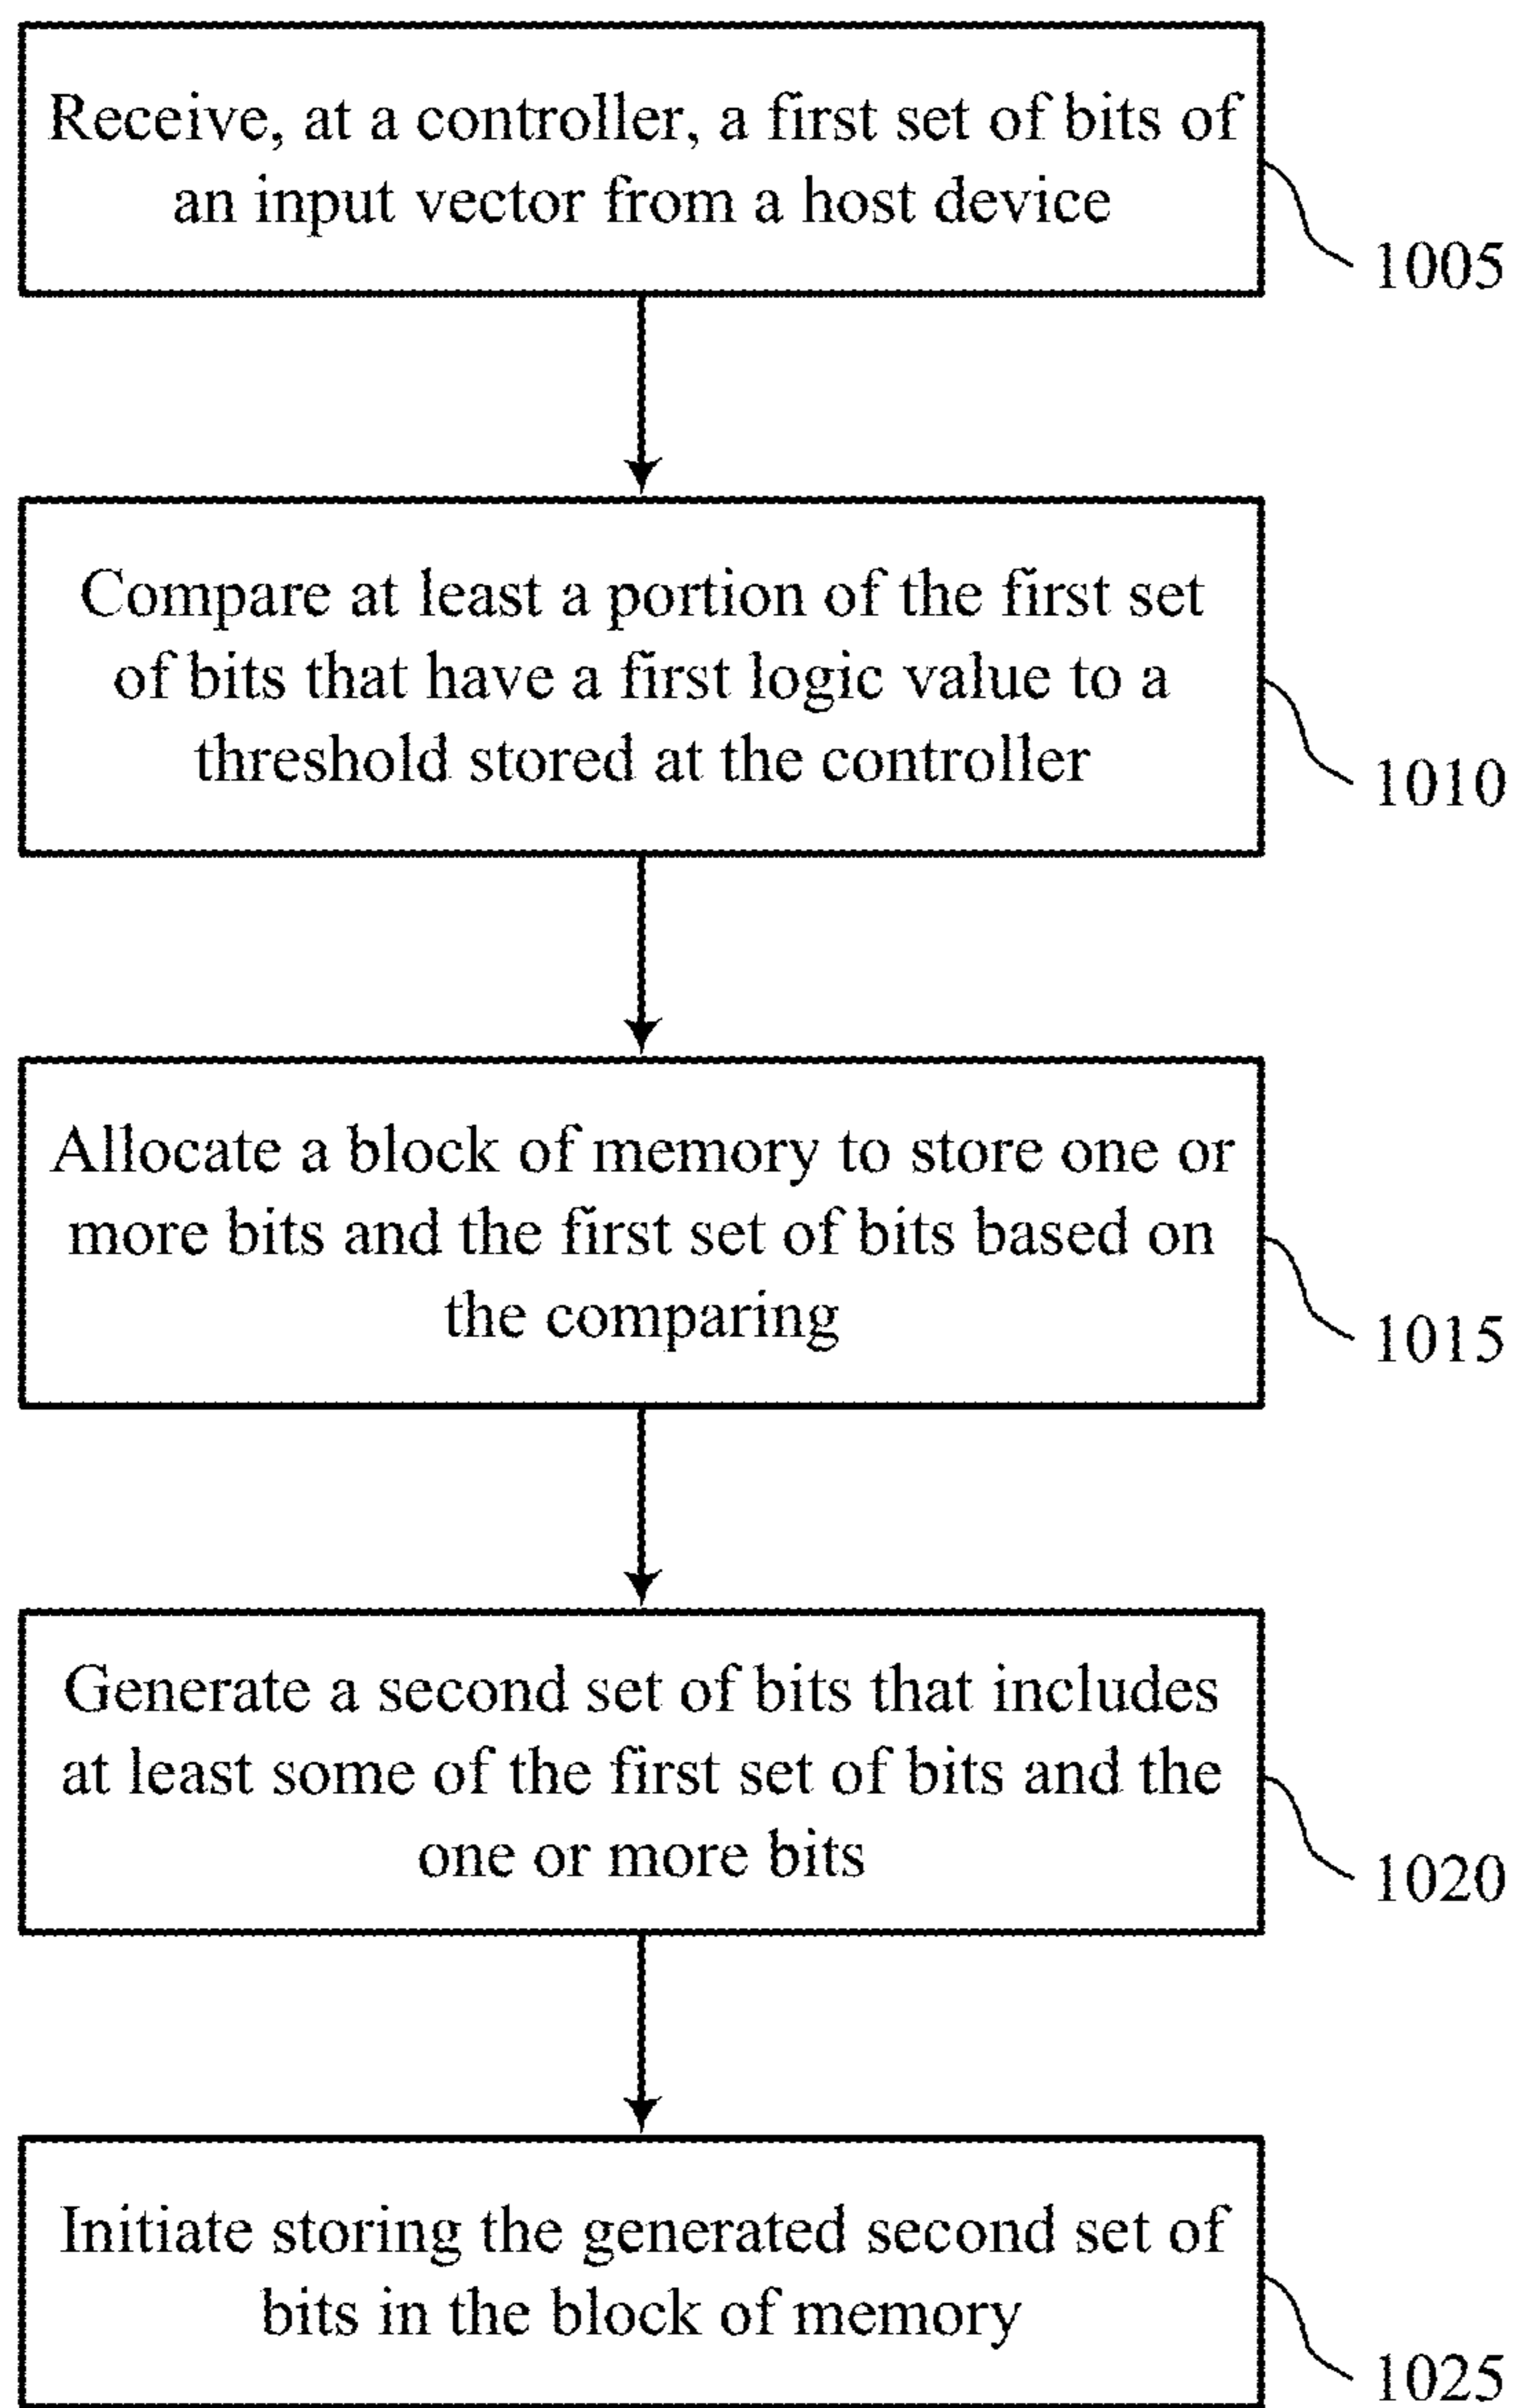 Receive, at a controller, a first set of bits of
an input vector from a host device
1005
Compare at least a portion of the first set
of bits that have a first logic value to a
threshold stored at the controller
1010
Allocate a block of memory to store one or
more bits and the first set of bits based on
the comparing
1015
Generate a second set of bits that includes
at least some of the first set of bits and the
one or more bits
1020
Initiate storing the generated second set of
bits in the block of memory
1025